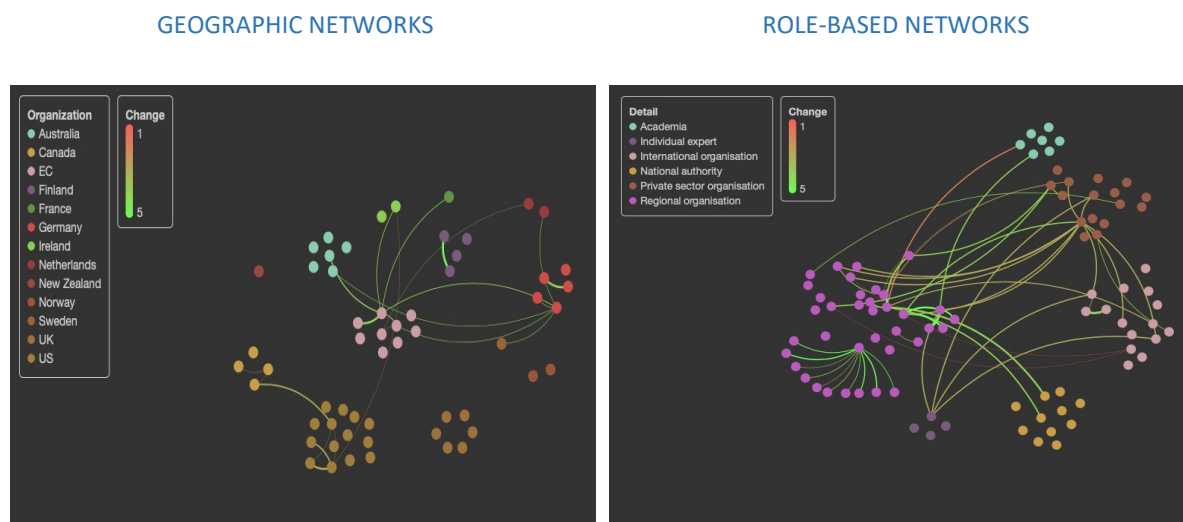 GEOGRAPHIC NETWORKS
ROLE-BASED NETWORKS
Organization
Australia
Canada
EC
Finland
France
Germany
Ireland
Netherlands
New Zealand
Norway
Sweden
UK
US
Change
1
5
Detail
Academia
Individual expert
International organisation
National authority
Private sector organisation
Regional organisation
Change
1
5